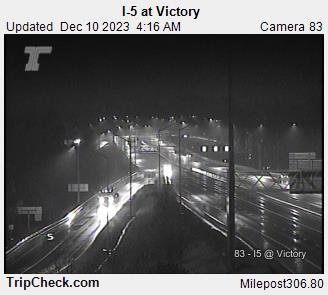 I-5 at Victory
Updated Dec 10 2023 4:16 AM Camera 83
T
S
83 - I5 @ Victory
TripCheck.com Milepost306.80